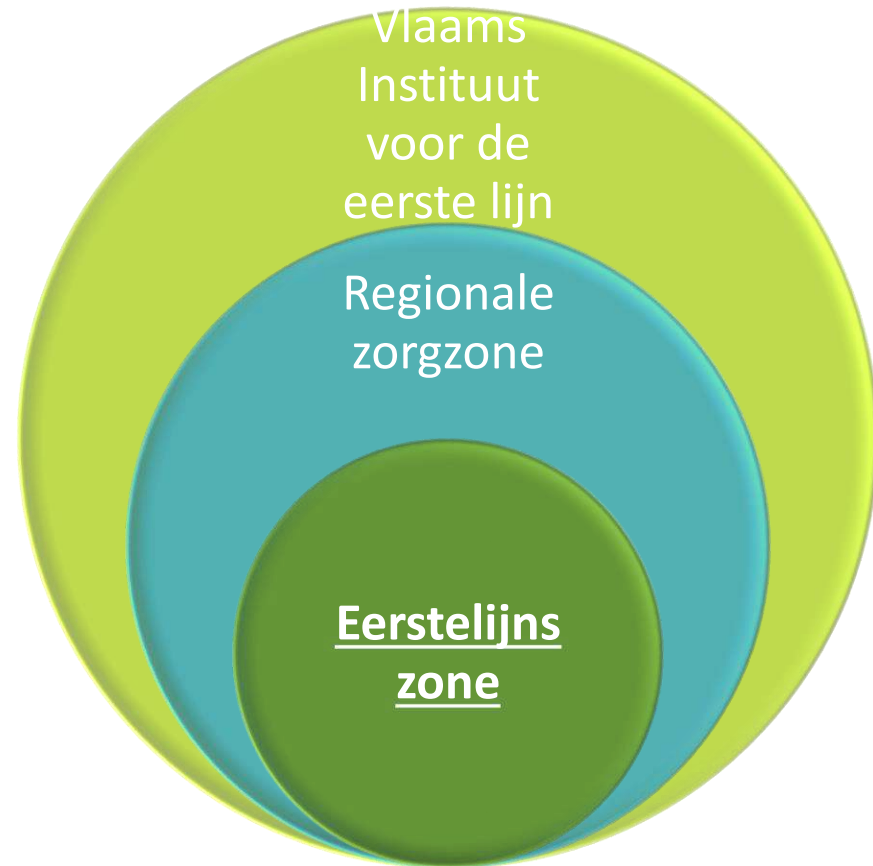 Vlaams
Instituut
voor de
eerste lijn
Regionale
zorgzone
Eerstelijns
zone